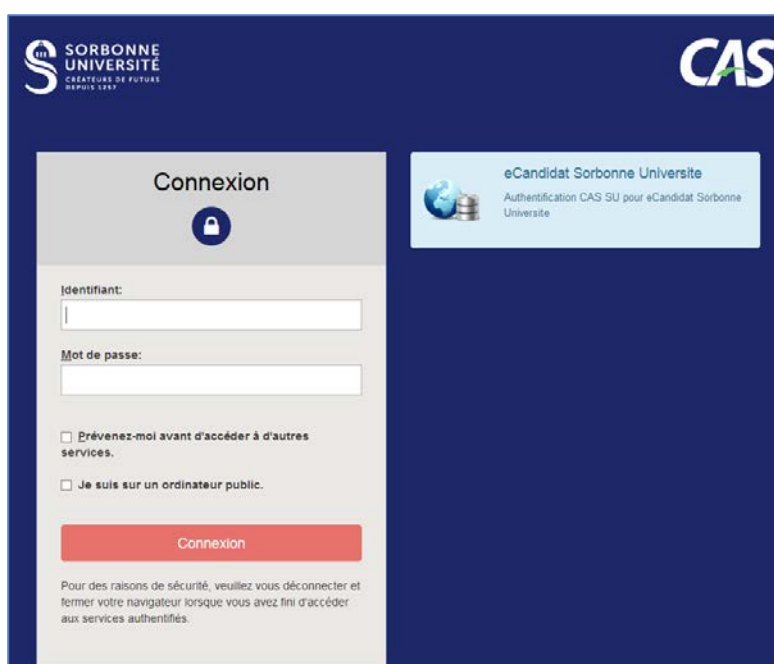 SORBONNE
UNIVERSITÉ
CRÉATEURS DE FUTURS
DEPUIS 1257
CAS
Connexion
eCandidat Sorbonne Universite
Authentification CAS SU pour eCandidat Sorbonne
Universite
Identifiant:
Mot de passe:
Prévenez-moi avant d'accéder à d'autres
services.
Je suis sur un ordinateur public.
Connexion
Pour des raisons de sécurité, veuillez vous déconnecter et
fermer votre navigateur lorsque vous avez fini d'accéder
aux services authentifiés.